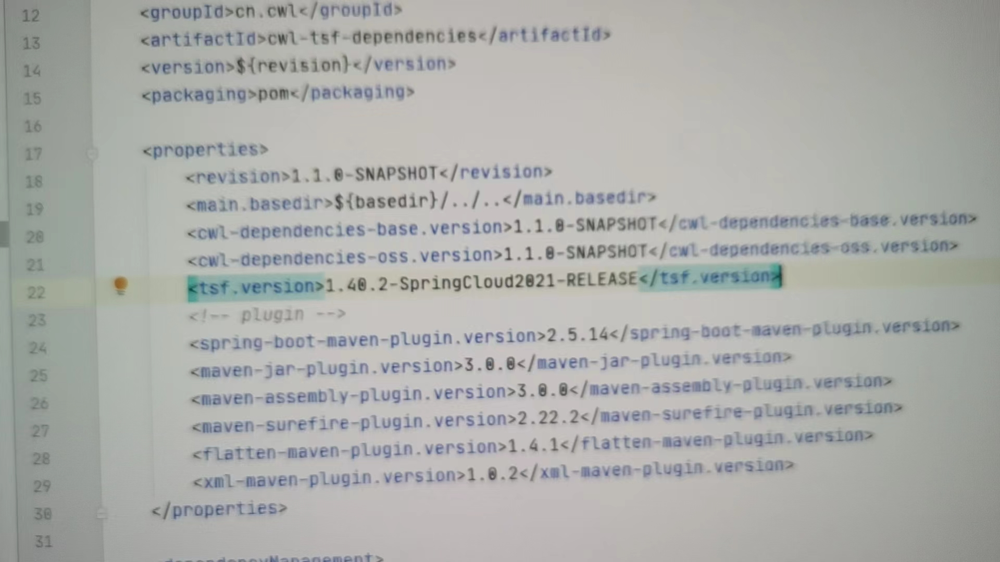 12 <groupId>cn.cwl</groupId>
13 <artifactId>cwl-tsf-dependencies</artifactId>
14 <version>${revision}</version>
15 <packaging>pom</packaging>
16
17 <properties>
18 <revision>1.1.0-SNAPSHOT</revision>
19 <main.basedir>${basedir}/../..</main.basedir>
20 <cwl-dependencies-base.version>1.1.0-SNAPSHOT</cwl-dependencies-base.version>
21 <cwl-dependencies-oss.version>1.1.0-SNAPSHOT</cwl-dependencies-oss.version>
22 <tsf.version>1.40.2-SpringCloud2021-RELEASE</tsf.version>
23 <!-- plugin -->
24 <spring-boot-maven-plugin.version>2.5.14</spring-boot-maven-plugin.version>
25 <maven-jar-plugin.version>3.0.0</maven-jar-plugin.version>
26 <maven-assembly-plugin.version>3.0.0</maven-assembly-plugin.version>
27 <maven-surefire-plugin.version>2.22.2</maven-surefire-plugin.version>
28 <flatten-maven-plugin.version>1.4.1</flatten-maven-plugin.version>
29 <xml-maven-plugin.version>1.0.2</xml-maven-plugin.version>
30 </properties>
31
dependencyManagement>